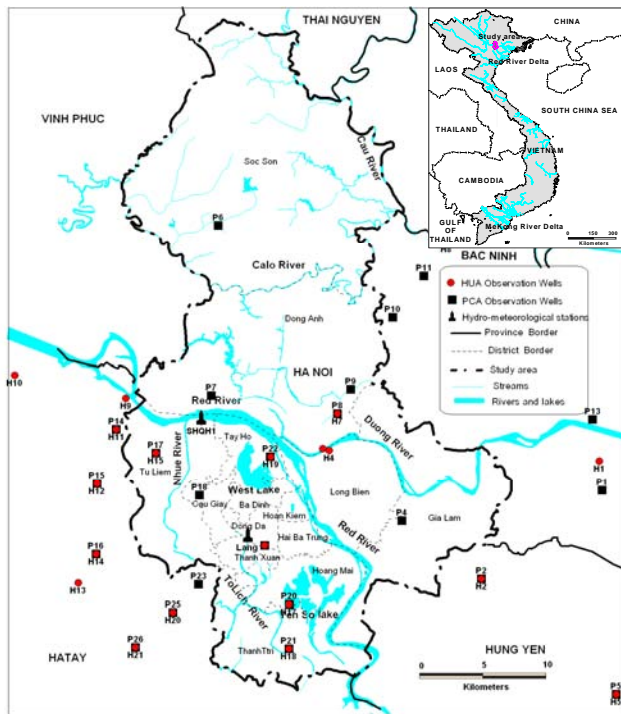 THAI NGUYEN
CHINA
Study area
Red River Delta
LAOS
SOUTH CHINA SEA
VINH PHUC
THAILAND
VIETNAM
CAMBODIA
GULF
OF
THAILAND
MeKong River Delta
0 150 300
Kilometers
Cau River
Soc Son
P6
Calo River
BAC NINH
P11
HUA Observation Wells
PCA Observation Wells
Hydro-meteorological stations
Province Border
District Border
Study area
Streams
Rivers and lakes
P10
Dong Anh
HA NOI
H10
P7
P9
H9
Red River
P8
H7
SHQH1
Duong River
P13
P14
H11
Tay Ho
P17
H15
Tu Liem
Nhue River
P22
H19
H4
H1
P15
H12
P18
West Lake
Long Bien
P1
Cau Giay
Ba Dinh
Hoan Kiem
P4
Gia Lam
Dong Da
Lang
Hai Ba Trung
Red River
P16
H14
Thanh Xuan
Hoang Mai
P2
H2
H13
P23
ToLich River
P20
Yen So lake
P25
H20
P26
H21
P21
H18
ThanhTri
HATAY
HUNG YEN
0 5 10
Kilometers
P5
H5